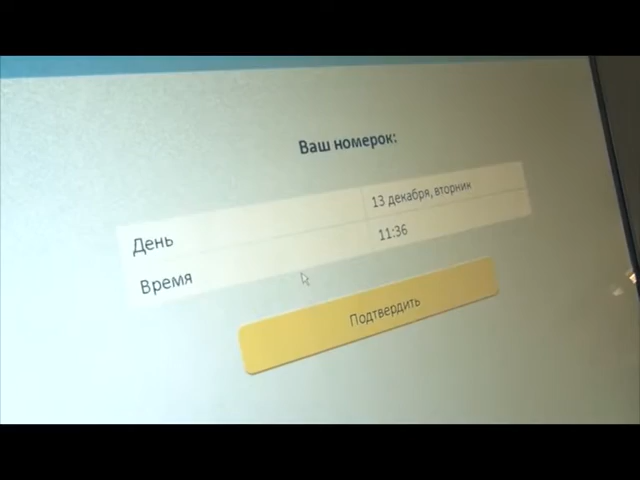 Ваш номерок:
День 13 декабря, вторник
Время 11:36
Подтвердить